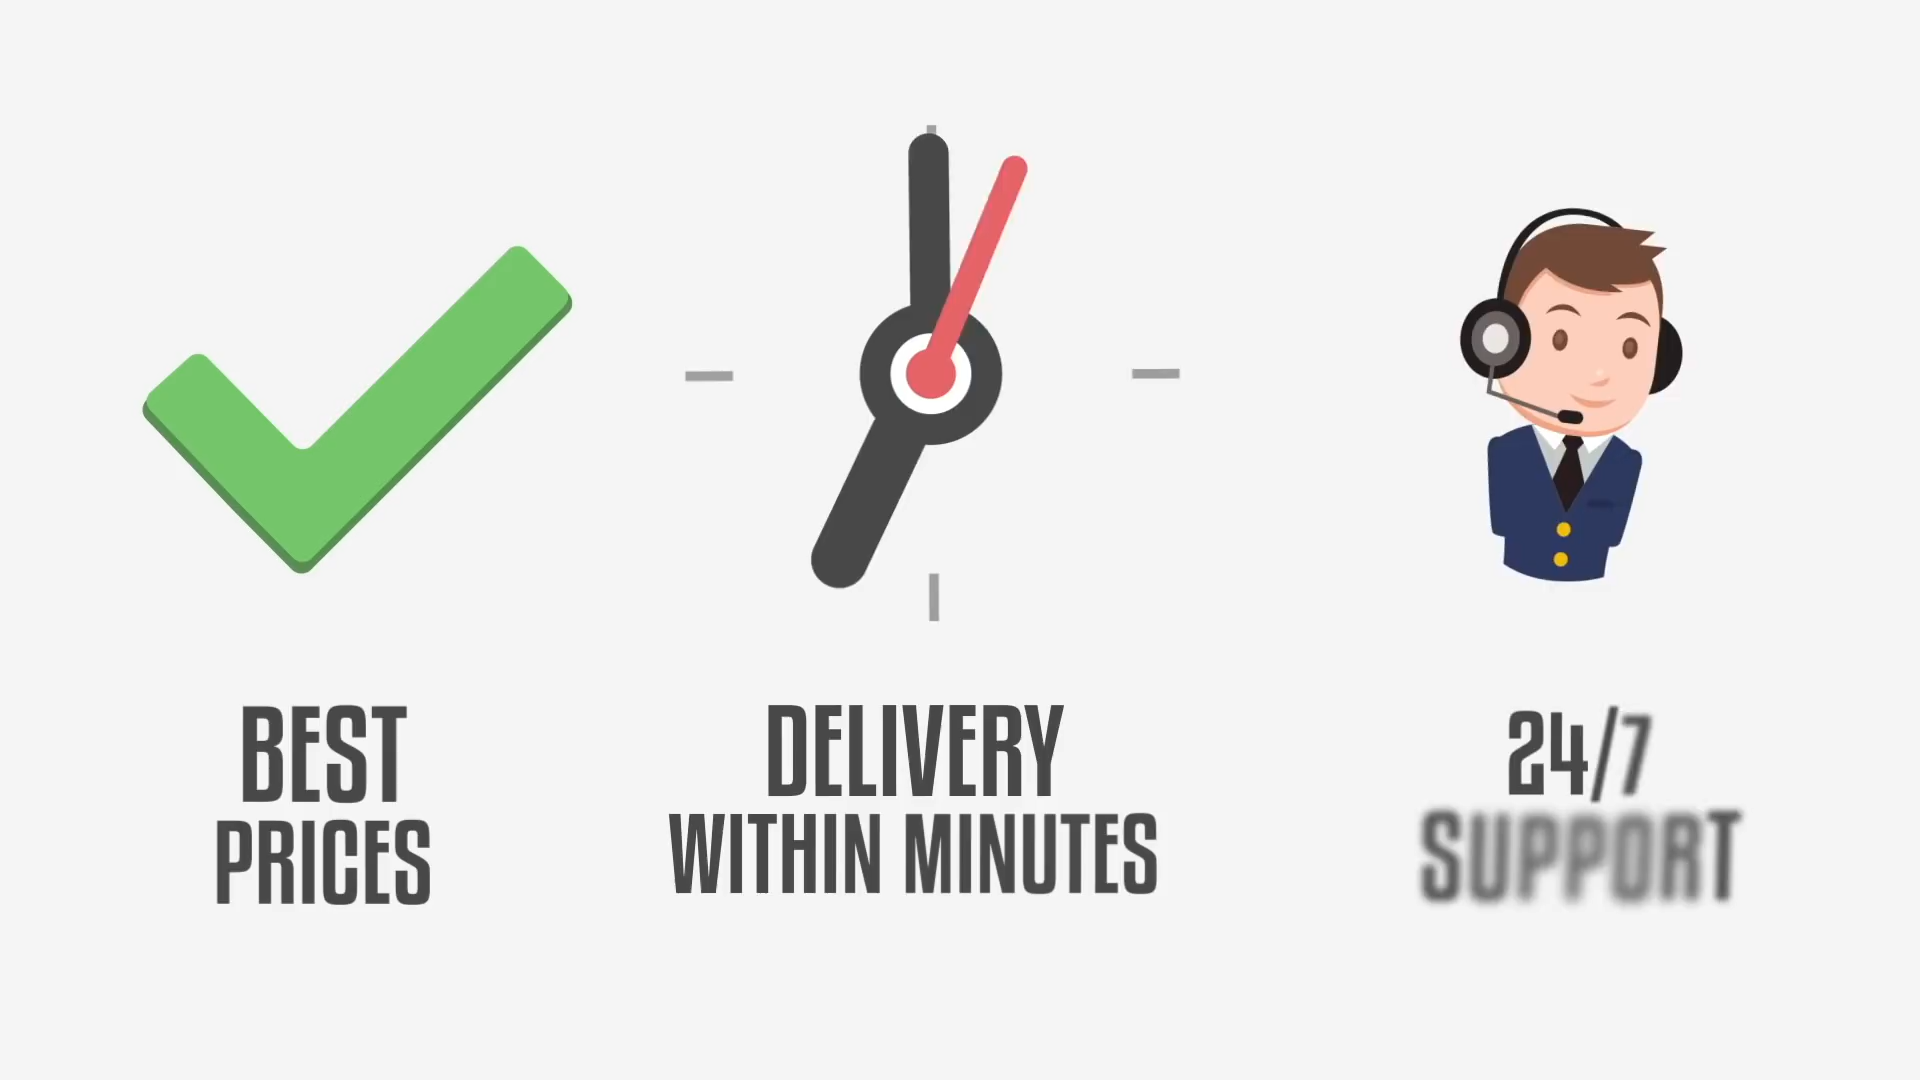 BEST
PRICES
DELIVERY
WITHIN MINUTES
24/7
SUPPORT